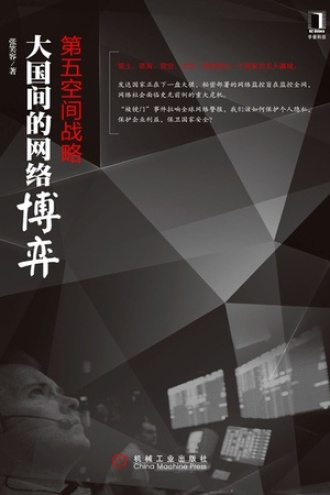 张笑容/著
第五空间战略
大国间的网络博弈
发达国家正在下一盘大棋，秘密部署的网络监控旨在监控全网，
网络社会面临史无前例的重大危机。
“棱镜门”事件拉响全球网络警报，我们该如何保护个人隐私、
保护企业利益、保卫国家安全？
华章科技
机械工业出版社
China Machine Press